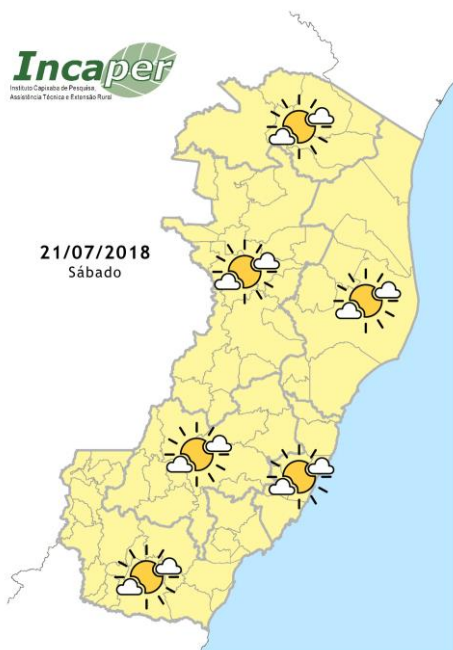 Incaper
Instituto Capixaba de Pesquisa,
Assistência Técnica e Extensão Rural
21/07/2018
Sábado